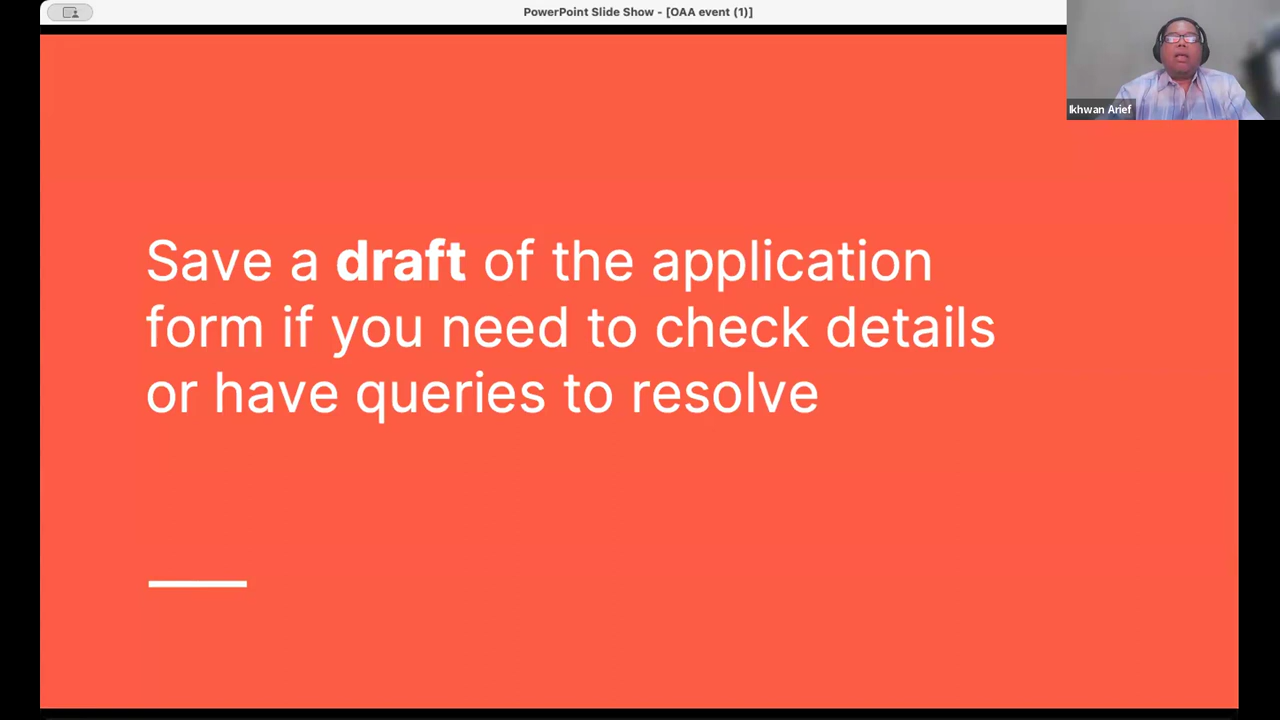 PowerPoint Slide Show - [OAA event (1)]
Ikhwan Arief
Save a draft of the application
form if you need to check details
or have queries to resolve